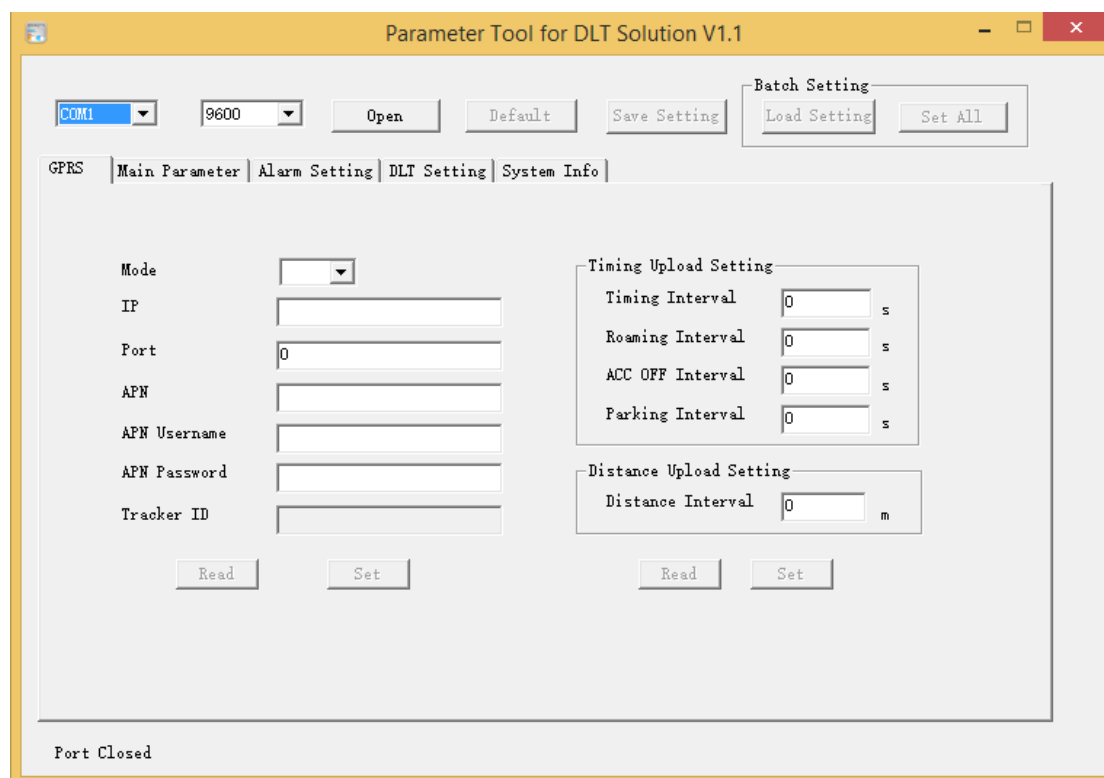 Parameter Tool for DLT Solution V1.1
Batch Setting
COM1 9600 Open Default Save Setting Load Setting Set All
GPRS Main Parameter Alarm Setting DLT Setting System Info
Mode
IP
Port 0
APN
APN Username
APN Password
Tracker ID
Read Set
Timing Upload Setting
Timing Interval 0 s
Roaming Interval 0 s
ACC OFF Interval 0 s
Parking Interval 0 s
Distance Upload Setting
Distance Interval 0 m
Read Set
Port Closed